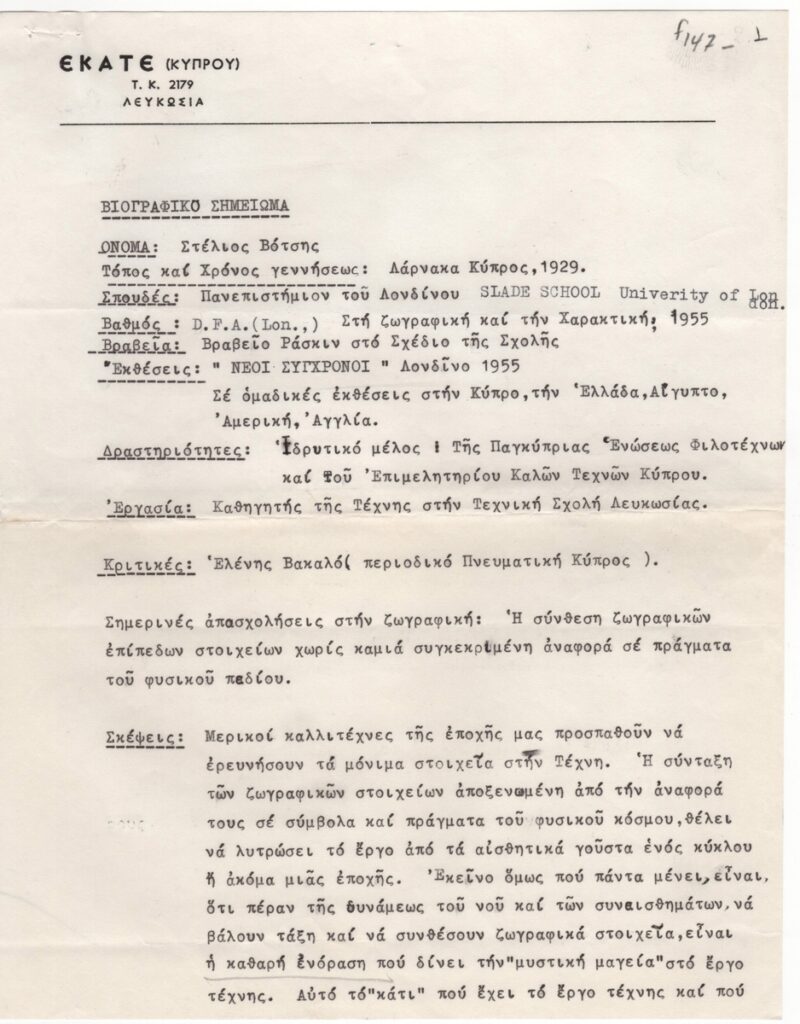 f147_ 1
ΕΚΑΤΕ (ΚΥΠΡΟΥ)
Τ. Κ. 2179
ΛΕΥΚΩΣΙΑ
ΒΙΟΓΡΑΦΙΚΟ ΣΗΜΕΙΩΜΑ
ΟΝΟΜΑ: Στέλιος Βότσης
Τόπος καί Χρόνος γεννήσεως: Λάρνακα Κύπρος,1929.
Σπουδές: Πανεπιστήμιον τοῦ Λονδίνου SLADE SCHOOL Univerity of Lon
don.
Βαθμός : D.F.A.(Lon.,) Στή ζωγραφική καί τήν Χαρακτική; 1955
Βραβεῖα: Βραβεῖο Ράσκιν στό Σχέδιο τῆς Σχολῆς
Ἐκθέσεις: " ΝΕΟΙ ΣΥΓΧΡΟΝΟΙ " Λονδῖνο 1955
Σέ ὁμαδικές ἐκθέσεις στήν Κύπρο,τήν Ἑλλάδα,Αἴγυπτο,
Ἀμερική,Ἀγγλία.
Δραστηριότητες: Ἱδρυτικό μέλος : Τῆς Παγκύπριας Ἑνώσεως Φιλοτέχνων
καί τοῦ Ἐπιμελητηρίου Καλῶν Τεχνῶν Κύπρου.
Ἐργασία: Καθηγητής τῆς Τέχνης στήν Τεχνική Σχολή Λευκωσίας.
Κριτικές: Ἑλένης Βακαλό( περιοδικό Πνευματική Κύπρος ).
Σημερινές ἀπασχολήσεις στήν ζωγραφική: Ἡ σύνθεση ζωγραφικῶν
ἐπίπεδων στοιχείων χωρίς καμιά συγκεκριμένη ἀναφορά σέ πράγματα
τοῦ φυσικοῦ πεδίου.
Σκέψεις: Μερικοί καλλιτέχνες τῆς ἐποχῆς μας προσπαθοῦν νά
ἐρευνήσουν τά μόνιμα στοιχεῖα στήν Τέχνη. Ἡ σύνταξη
τῶν ζωγραφικῶν στοιχείων ἀποξενωμένη ἀπό τήν ἀναφορά
τους σέ σύμβολα καί πράγματα τοῦ φυσικοῦ κόσμου,θέλει
νά λυτρώσει τό ἔργο ἀπό τά αἰσθητικά γοῦστα ἑνός κύκλου
ἤ ἀκόμα μιᾶς ἐποχῆς. Ἐκεῖνο ὅμως πού πάντα μένει,εἶναι,
ὅτι πέραν τῆς δυνάμεως τοῦ νοῦ καί τῶν συναισθημάτων,νά
βάλουν τάξη καί νά συνθέσουν ζωγραφικά στοιχεῖα,εἶναι
ἡ καθαρή ἐνόραση πού δίνει τήν"μυστική μαγεία"στό ἔργο
τέχνης. Αὐτό τό"κάτι" πού ἔχει τό ἔργο τέχνης καί πού